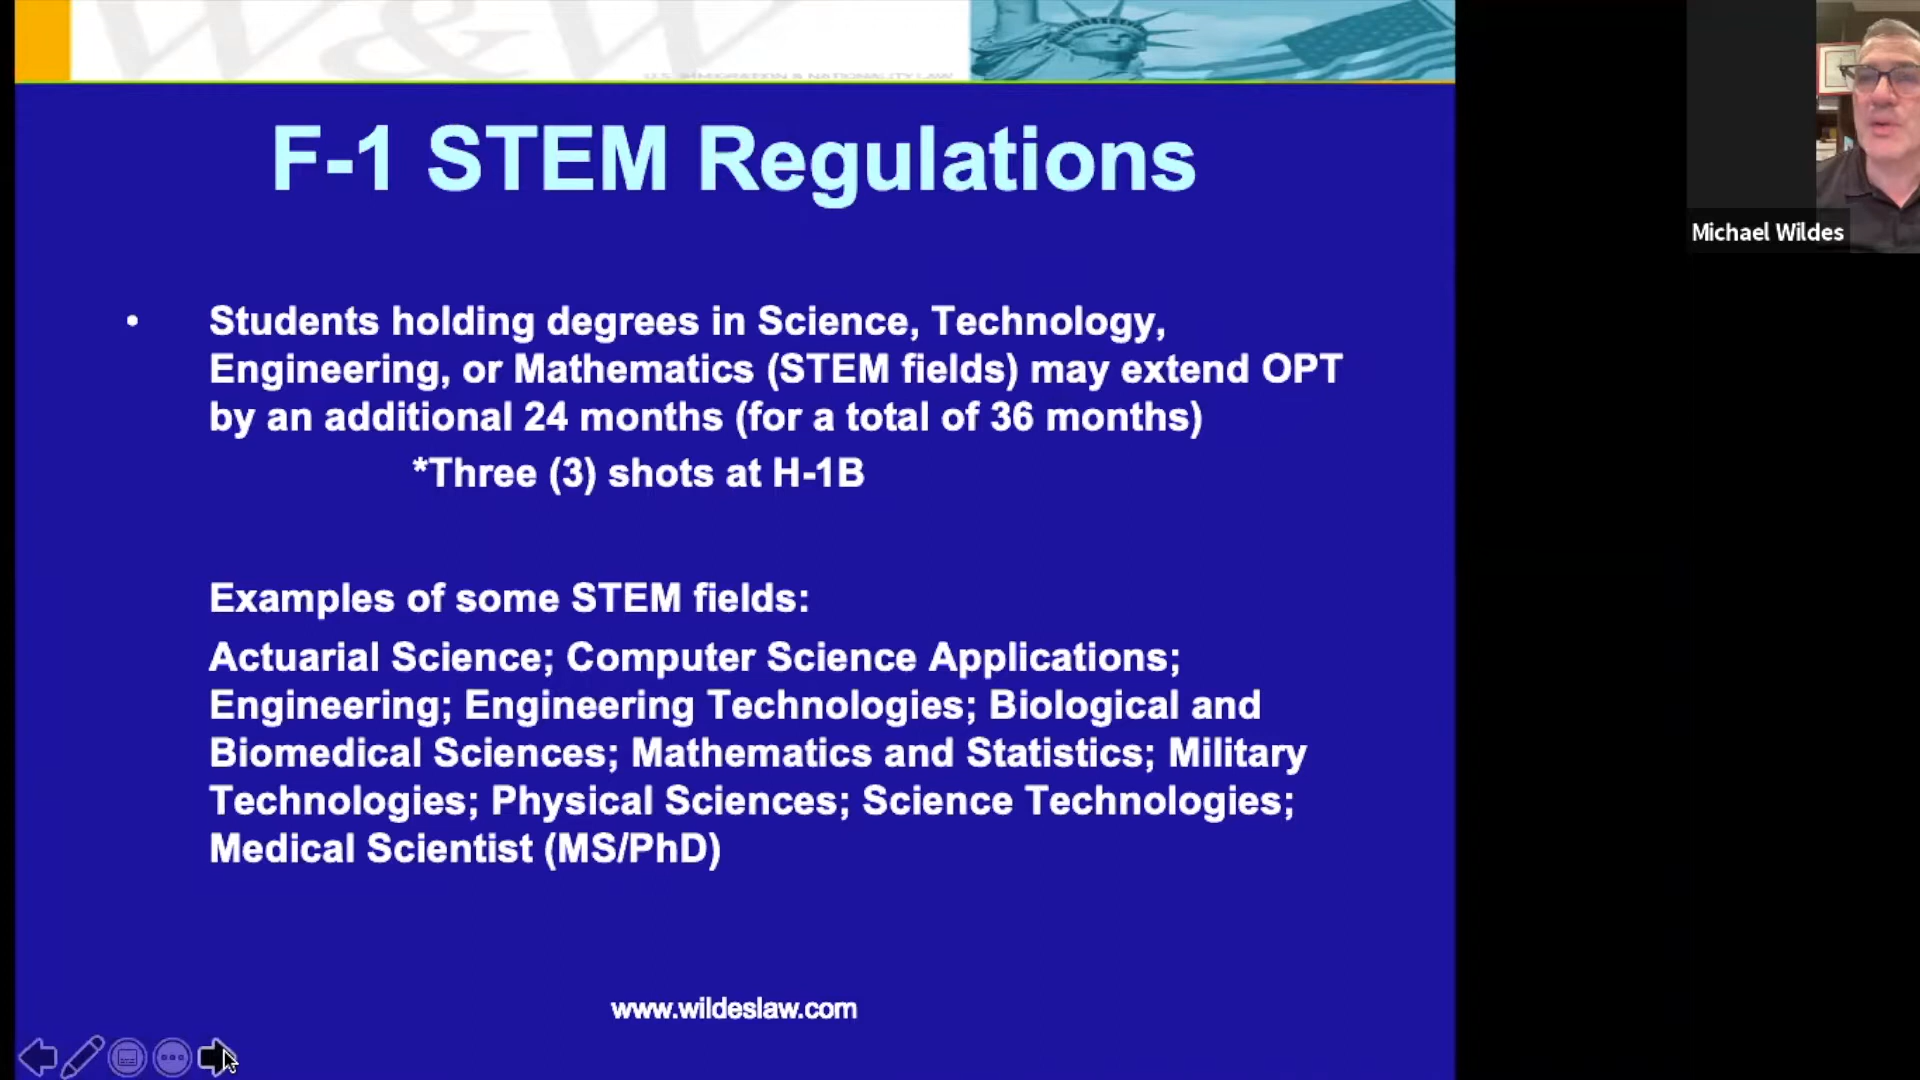 W&W
U.S. IMMIGRATION & NATIONALITY LAW
F-1 STEM Regulations
Michael Wildes
• Students holding degrees in Science, Technology,
Engineering, or Mathematics (STEM fields) may extend OPT
by an additional 24 months (for a total of 36 months)
*Three (3) shots at H-1B
Examples of some STEM fields:
Actuarial Science; Computer Science Applications;
Engineering; Engineering Technologies; Biological and
Biomedical Sciences; Mathematics and Statistics; Military
Technologies; Physical Sciences; Science Technologies;
Medical Scientist (MS/PhD)
www.wildeslaw.com